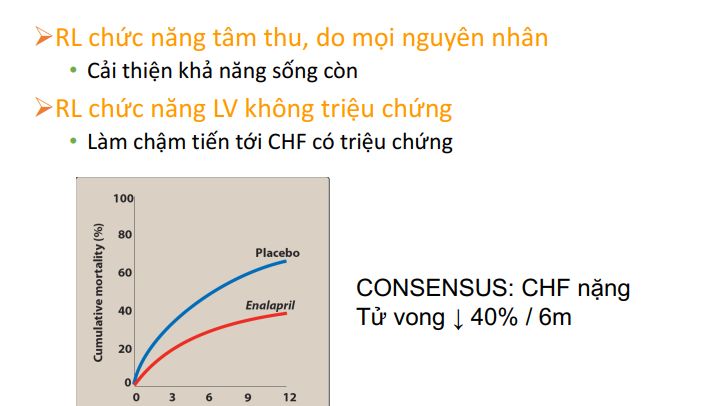 RL chức năng tâm thu, do mọi nguyên nhân
• Cải thiện khả năng sống còn
RL chức năng LV không triệu chứng
• Làm chậm tiến tới CHF có triệu chứng
Cumulative mortality (%)
100
80
60
40
20
0
Placebo
Enalapril
0 3 6 9 12
CONSENSUS: CHF nặng
Tử vong ↓ 40% / 6m